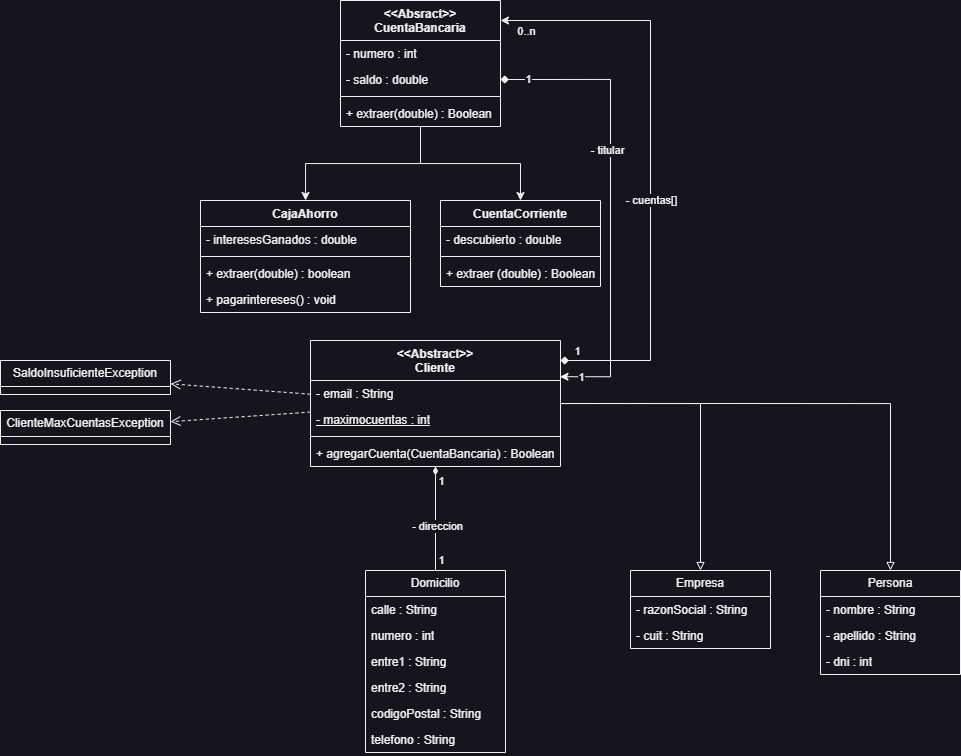 <<Absract>>
CuentaBancaria
- numero : int
- saldo : double
+ extraer(double) : Boolean
0..n
1
- titular
- cuentas[]
CajaAhorro
- interesesGanados : double
+ extraer(double) : boolean
+ pagarintereses() : void
CuentaCorriente
- descubierto : double
+ extraer (double) : Boolean
<<Abstract>>
Cliente
- email : String
- maximocuentas : int
+ agregarCuenta(CuentaBancaria) : Boolean
1
1
SaldoInsuficienteException
ClienteMaxCuentasException
1
- direccion
1
Domicilio
calle : String
numero : int
entre1 : String
entre2 : String
codigoPostal : String
telefono : String
Empresa
- razonSocial : String
- cuit : String
Persona
- nombre : String
- apellido : String
- dni : int